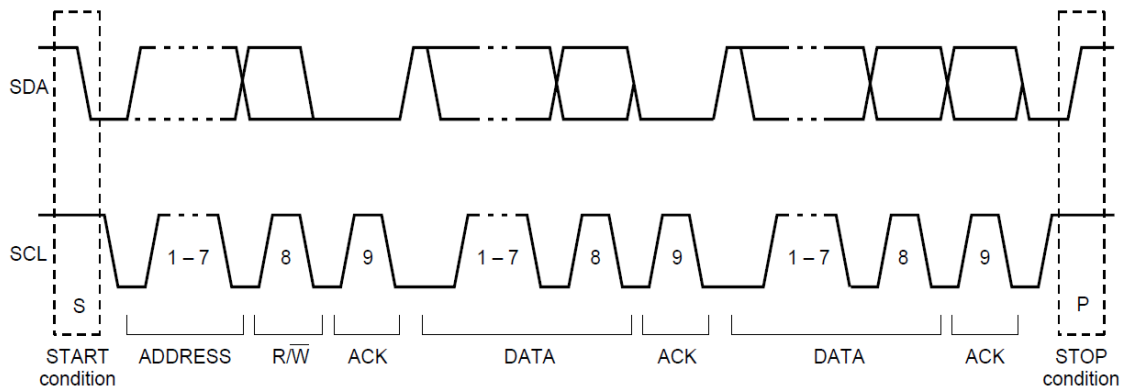 SDA
SCL
1 – 7
8
9
1 – 7
8
9
1 – 7
8
9
S
P
START
condition
ADDRESS
R/W̅
ACK
DATA
ACK
DATA
ACK
STOP
condition